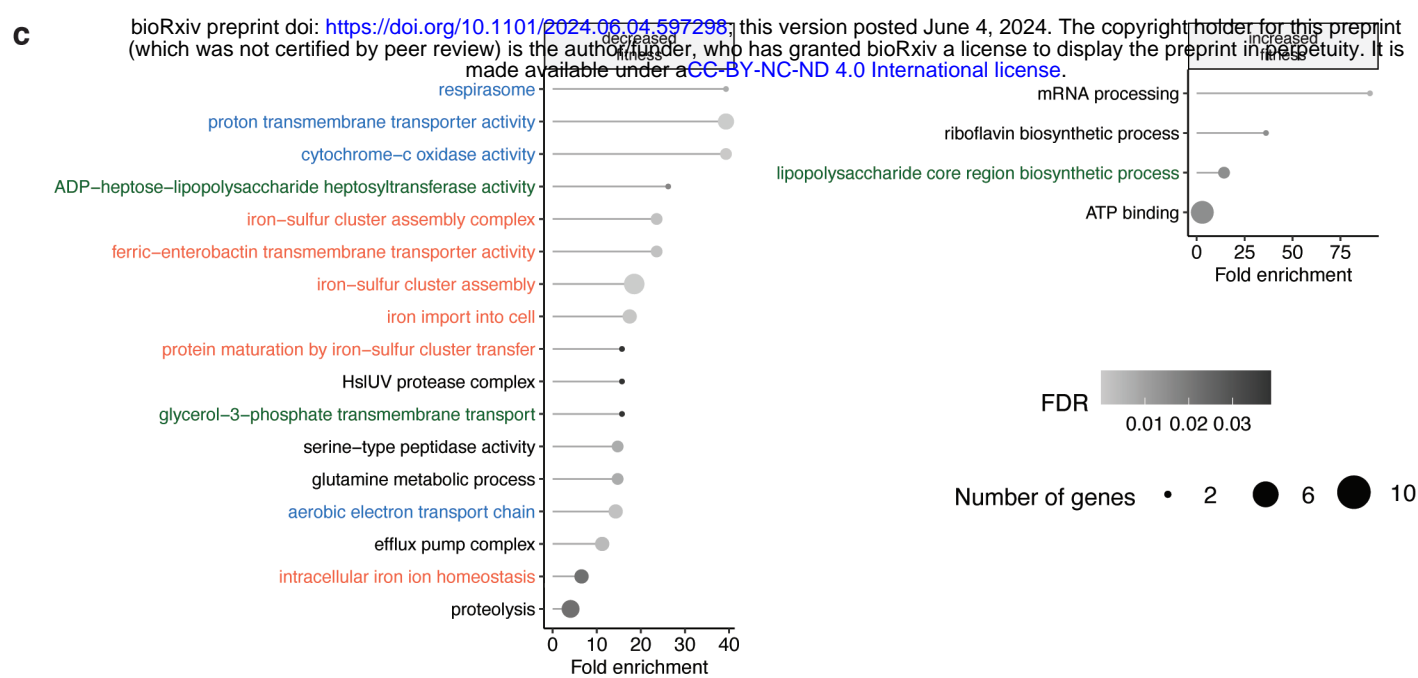 c
bioRxiv preprint doi: https://doi.org/10.1101/2024.06.04.597298; this version posted June 4, 2024. The copyright holder for this preprint
(which was not certified by peer review) is the author/funder, who has granted bioRxiv a license to display the preprint in perpetuity. It is
made available under aCC-BY-NC-ND 4.0 International license.
decreased
fitness
respirasome
proton transmembrane transporter activity
cytochrome−c oxidase activity
ADP−heptose−lipopolysaccharide heptosyltransferase activity
iron−sulfur cluster assembly complex
ferric−enterobactin transmembrane transporter activity
iron−sulfur cluster assembly
iron import into cell
protein maturation by iron−sulfur cluster transfer
HslUV protease complex
glycerol−3−phosphate transmembrane transport
serine−type peptidase activity
glutamine metabolic process
aerobic electron transport chain
efflux pump complex
intracellular iron ion homeostasis
proteolysis
0 10 20 30 40
Fold enrichment
increased
fitness
mRNA processing
riboflavin biosynthetic process
lipopolysaccharide core region biosynthetic process
ATP binding
0 25 50 75
Fold enrichment
FDR
0.01 0.02 0.03
Number of genes 2 6 10